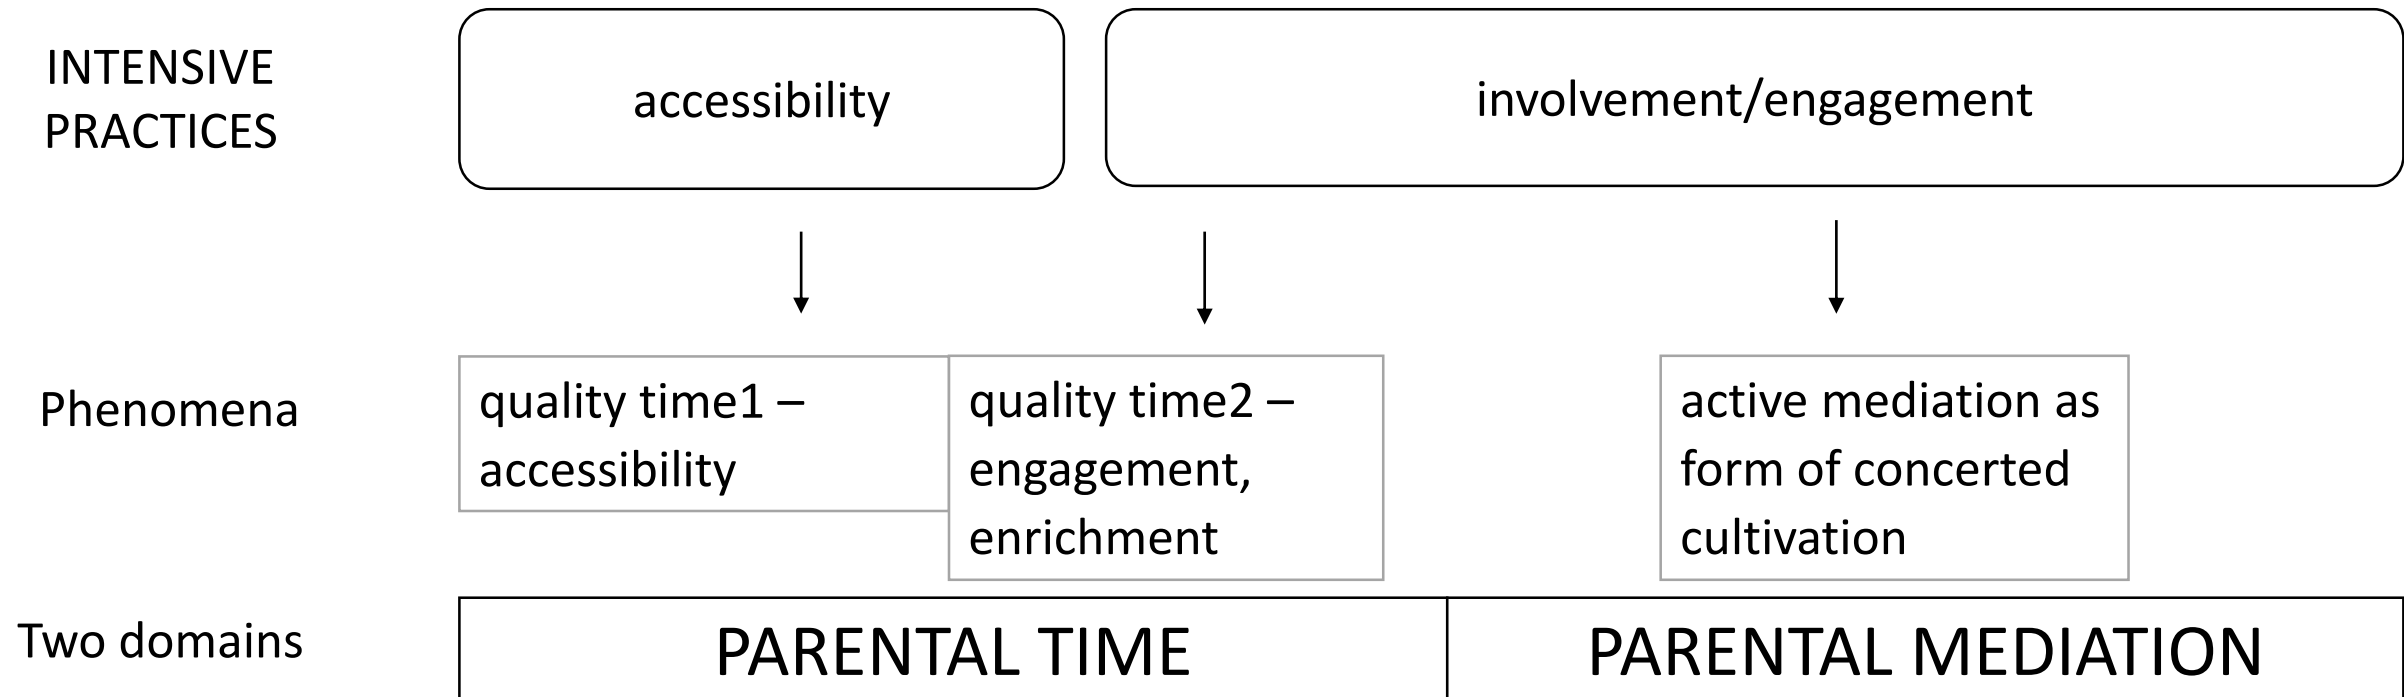 INTENSIVE
PRACTICES
accessibility
involvement/engagement
Phenomena
quality time1 –
accessibility
quality time2 –
engagement,
enrichment
active mediation as
form of concerted
cultivation
Two domains
PARENTAL TIME
PARENTAL MEDIATION